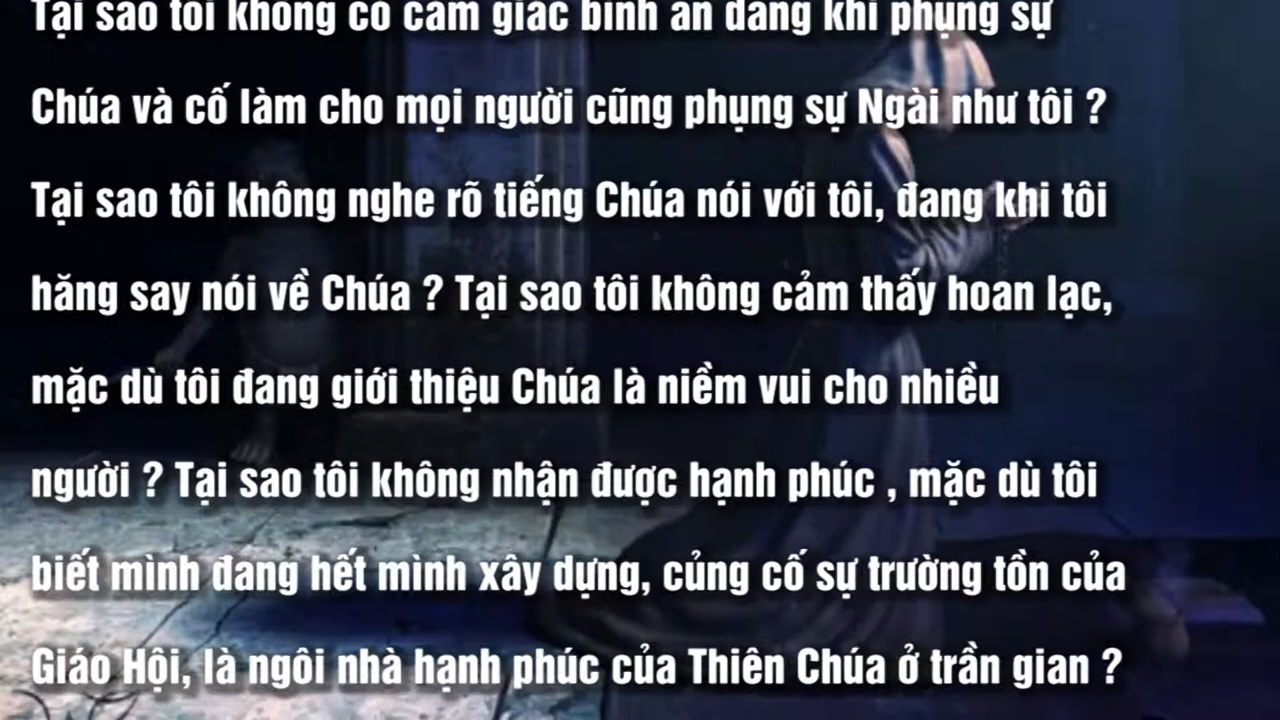 Tại sao tôi không có cảm giác bình an đang khi phụng sự
Chúa và cố làm cho mọi người cũng phụng sự Ngài như tôi ?
Tại sao tôi không nghe rõ tiếng Chúa nói với tôi, đang khi tôi
hăng say nói về Chúa ? Tại sao tôi không cảm thấy hoan lạc,
mặc dù tôi đang giới thiệu Chúa là niềm vui cho nhiều
người ? Tại sao tôi không nhận được hạnh phúc , mặc dù tôi
biết mình đang hết mình xây dựng, củng cố sự trường tồn của
Giáo Hội, là ngôi nhà hạnh phúc của Thiên Chúa ở trần gian ?